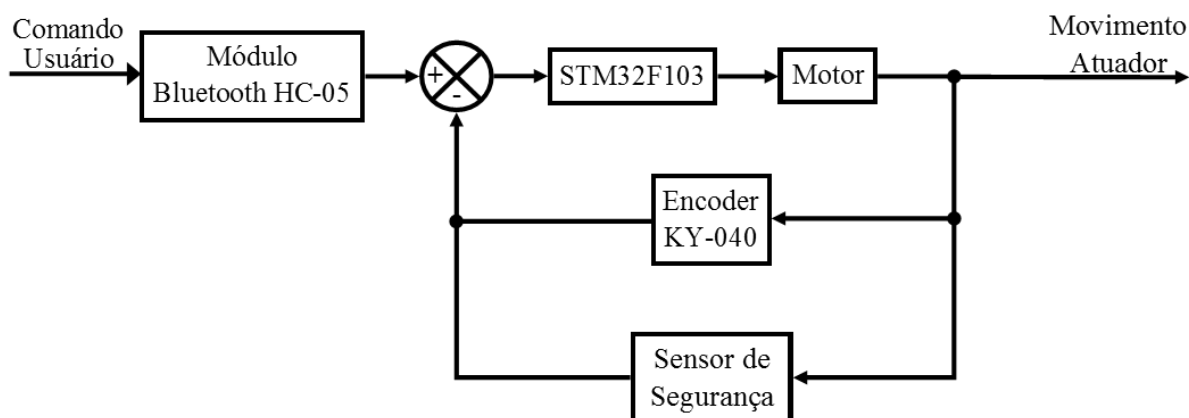 Comando
Usuário
Módulo
Bluetooth HC-05
+
-
STM32F103
Motor
Movimento
Atuador
Encoder
KY-040
Sensor de
Segurança